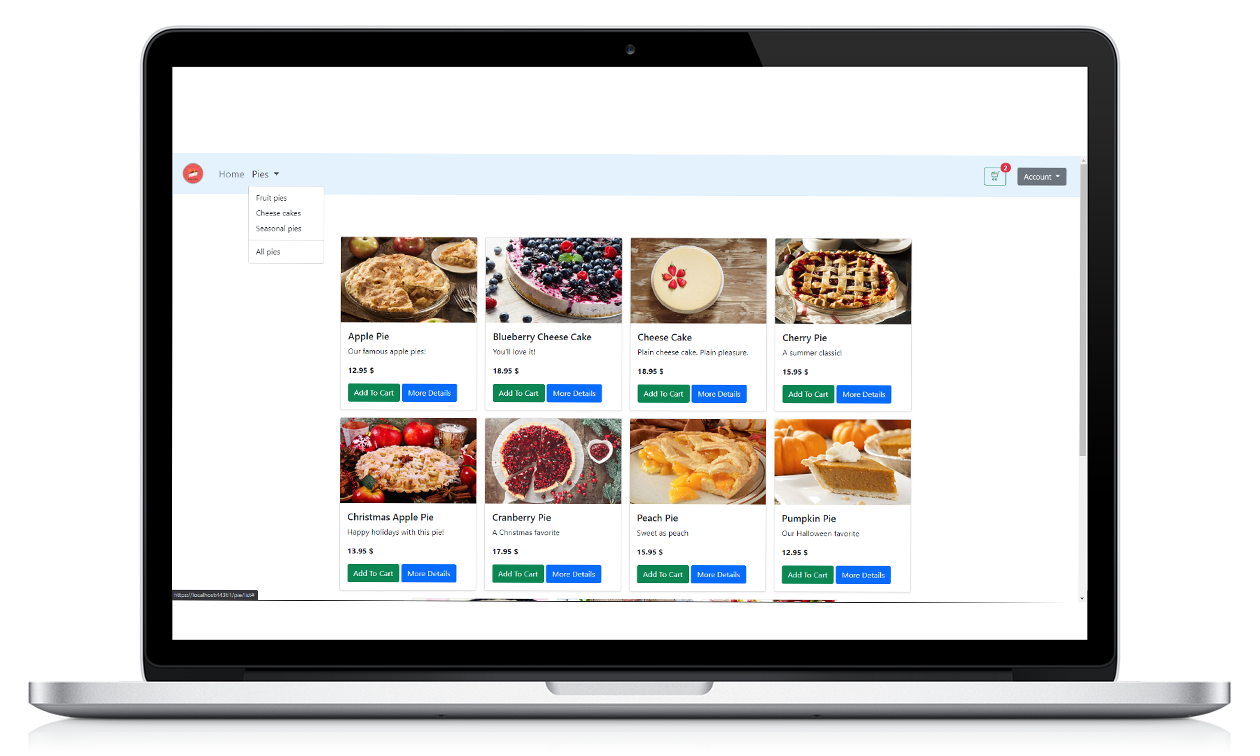 Home Pies
2
Account
Fruit pies
Cheese cakes
Seasonal pies
All pies
Apple Pie
Our famous apple pies!
12.95 $
Add To Cart More Details
Blueberry Cheese Cake
You'll love it!
18.95 $
Add To Cart More Details
Cheese Cake
Plain cheese cake. Plain pleasure.
18.95 $
Add To Cart More Details
Cherry Pie
A summer classic!
15.95 $
Add To Cart More Details
Christmas Apple Pie
Happy holidays with this pie!
13.95 $
Add To Cart More Details
Cranberry Pie
A Christmas favorite
17.95 $
Add To Cart More Details
Peach Pie
Sweet as peach
15.95 $
Add To Cart More Details
Pumpkin Pie
Our Halloween favorite
12.95 $
Add To Cart More Details
https://localhost:44361/pie/list#